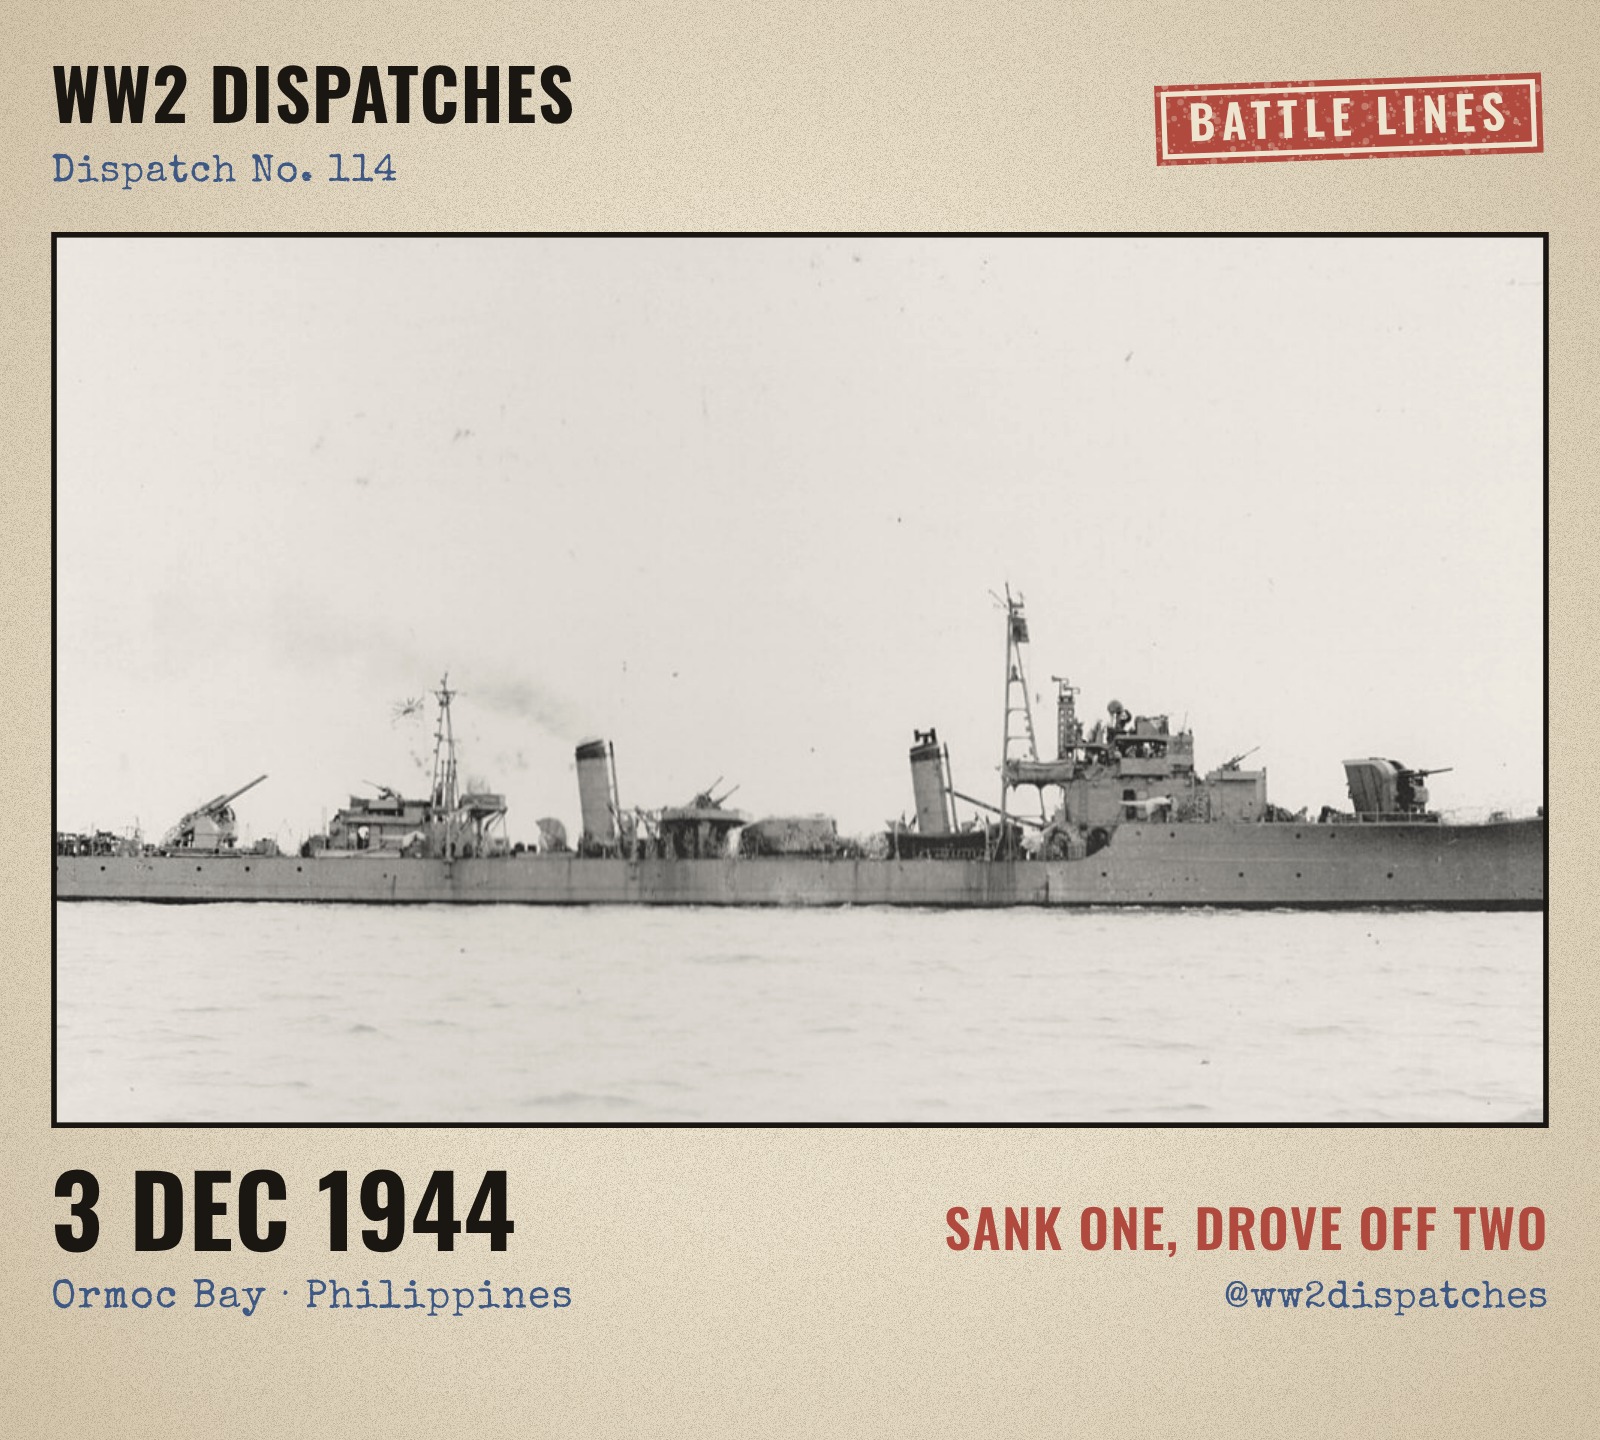 WW2 DISPATCHES
Dispatch No. 114
BATTLE LINES
3 DEC 1944
Ormoc Bay · Philippines
SANK ONE, DROVE OFF TWO
@ww2dispatches